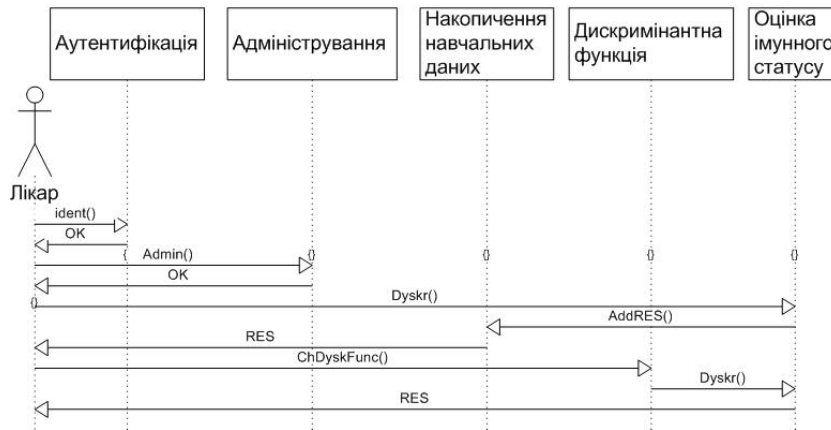 Аутентифікація
Адміністрування
Накопичення
навчальних
даних
Дискримінантна
функція
Оцінка
імунного
статусу
Лікар
ident()
OK
{
Admin()
{}
{}
{}
{}
OK
{}
Dyskr()
AddRES()
RES
ChDyskFunc()
Dyskr()
RES